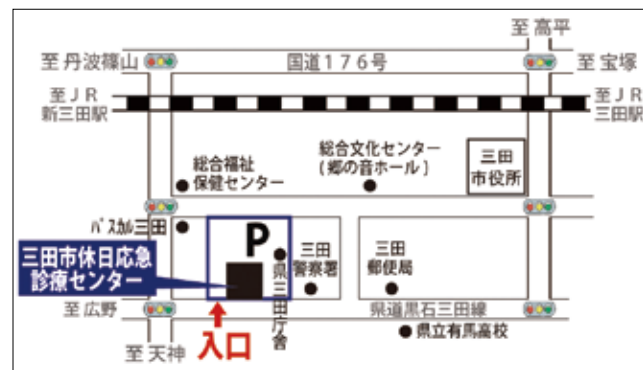 至 高平
至 丹波篠山
国道１７６号
至 宝塚
至ＪＲ
新三田駅
至ＪＲ
三田駅
総合福祉
保健センター
総合文化センター
(郷の音ホール)
三田
市役所
パスカル三田
P
県三田庁舎
三田
警察署
三田
郵便局
三田市休日応急
診療センター
至 広野
県道黒石三田線
入口
県立有馬高校
至 天神